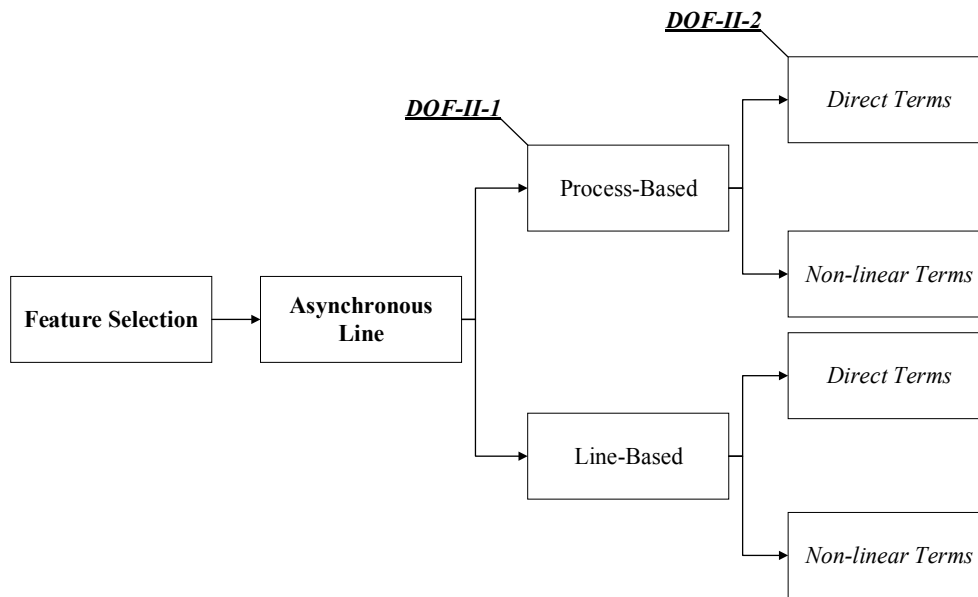 DOF-II-2
Direct Terms
DOF-II-1
Process-Based
Non-linear Terms
Feature Selection
Asynchronous
Line
Direct Terms
Line-Based
Non-linear Terms